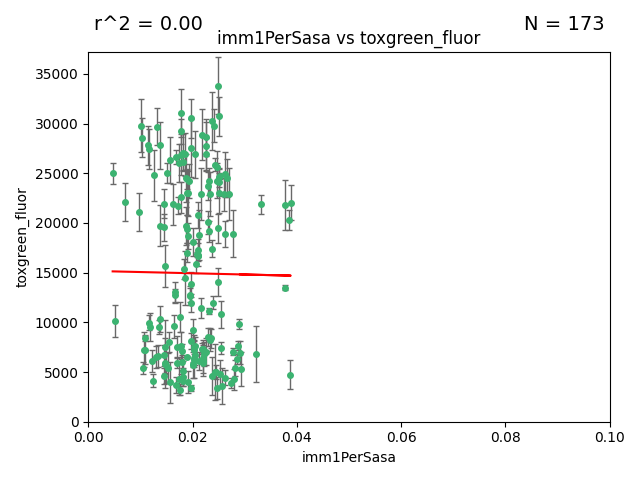 r^2 = 0.00
N = 173
imm1PerSasa vs toxgreen_fluor
35000
30000
25000
20000
15000
10000
5000
0
toxgreen_fluor
0.00
0.02
0.04
0.06
0.08
0.10
imm1PerSasa